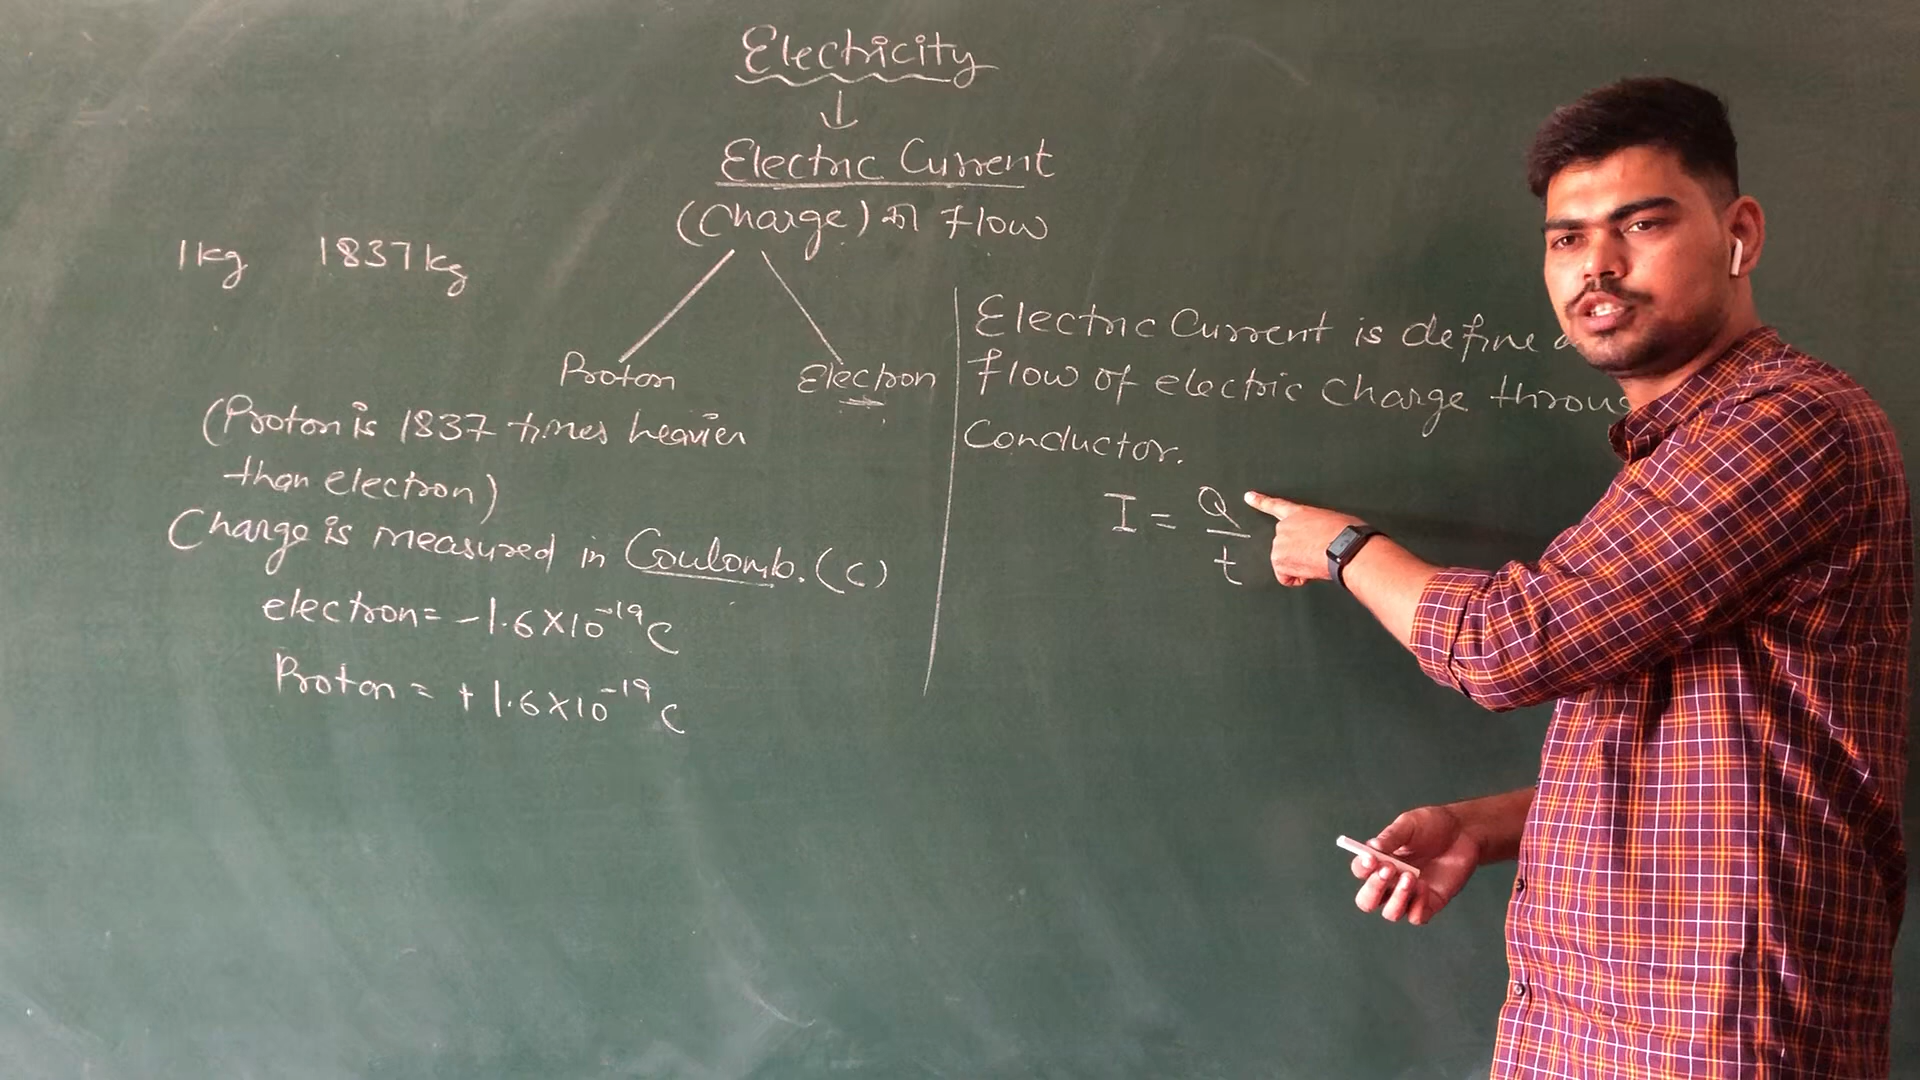 Electricity
↓
Electric Current
(Charge) का Flow
1kg 1837kg
Proton Electron
(Proton is 1837 times heavier
than electron)
Charge is measured in Coulomb. (C)
electron = -1.6×10⁻¹⁹C
Proton = +1.6×10⁻¹⁹C
Electric Current is define
flow of electric charge
Conductor.
I = Q/t